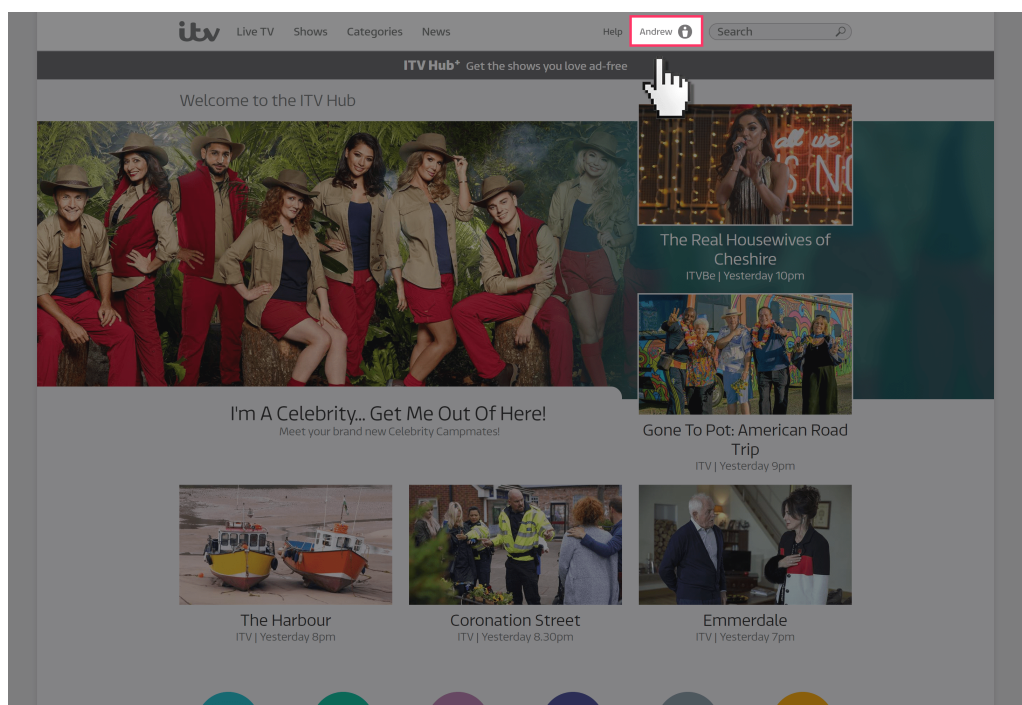 itv Live TV Shows Categories News Help Andrew Search
ITV Hub+ Get the shows you love ad-free
Welcome to the ITV Hub
all we
The Real Housewives of
Cheshire
ITVBe | Yesterday 10pm
I'm A Celebrity... Get Me Out Of Here!
Meet your brand new Celebrity Campmates!
Gone To Pot: American Road
Trip
ITV | Yesterday 9pm
The Harbour
ITV | Yesterday 8pm
Coronation Street
ITV | Yesterday 8.30pm
Emmerdale
ITV | Yesterday 7pm